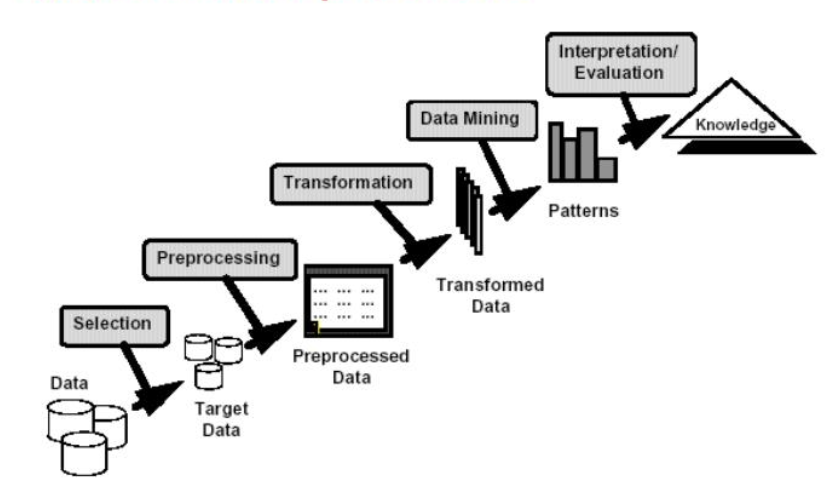 Interpretation/
Evaluation
Data Mining
Knowledge
Transformation
Patterns
Preprocessing
Transformed
Data
Selection
Preprocessed
Data
Data
Target
Data